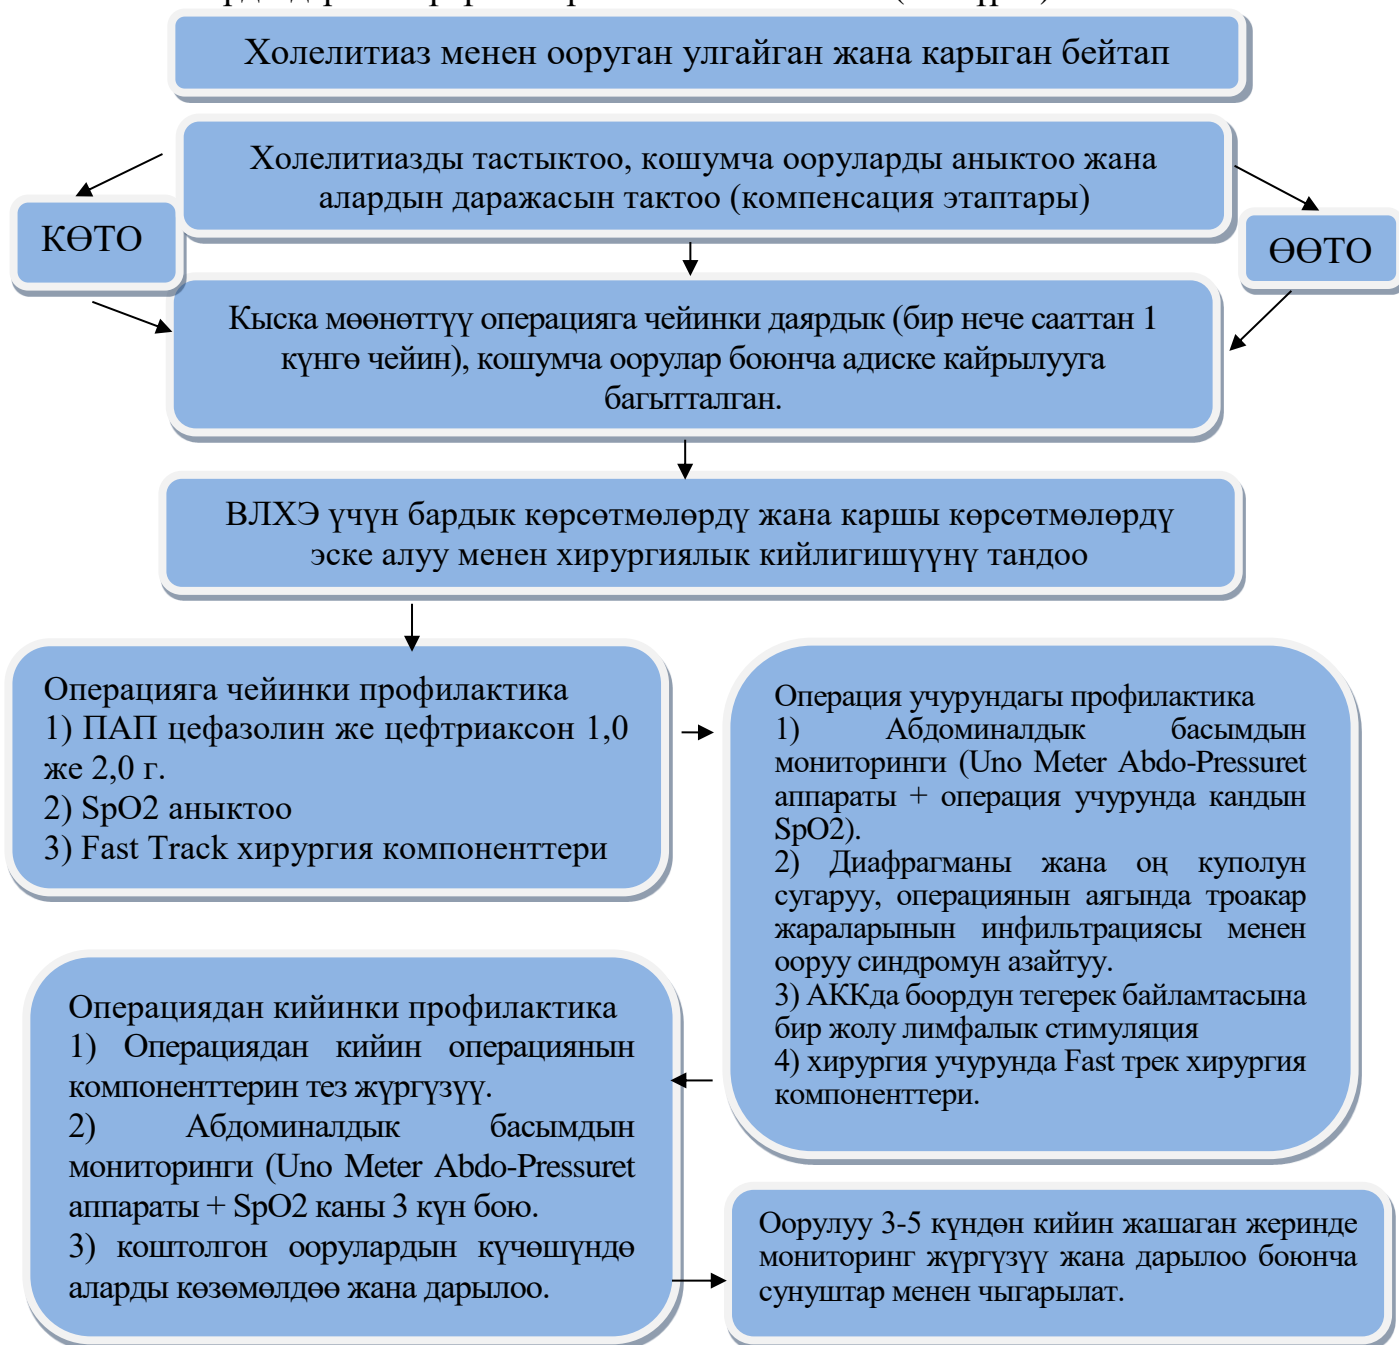 Холелитиаз менен ооруган улгайган жана карыган бейтап
Холелитиазды тастыктоо, кошумча ооруларды аныктоо жана
алардын даражасын тактоо (компенсация этаптары)
КӨТО
ӨӨТО
Кыска мөөнөттүү операцияга чейинки даярдык (бир нече сааттан 1
күнгө чейин), кошумча оорулар боюнча адиске кайрылууга
багытталган.
ВЛХЭ үчүн бардык көрсөтмөлөрдү жана каршы көрсөтмөлөрдү
эске алуу менен хирургиялык кийлигишүүнү тандоо
Операцияга чейинки профилактика
1) ПАП цефазолин же цефтриаксон 1,0
же 2,0 г.
2) SpO2 аныктоо
3) Fast Track хирургия компоненттери
Операция учурундагы профилактика
1) Абдоминалдык басымдын
мониторинги (Uno Meter Abdo-Pressuret
аппараты + операция учурунда кандын
SpO2).
2) Диафрагманы жана оң куполун
сугаруу, операциянын аягында троакар
жараларынын инфильтрациясы менен
ооруу синдромун азайтуу.
3) АККда боордун тегерек байламтасына
бир жолу лимфалык стимуляция
4) хирургия учурунда Fast трек хирургия
компоненттери.
Операциядан кийинки профилактика
1) Операциядан кийин операциянын
компоненттерин тез жүргүзүү.
2) Абдоминалдык басымдын
мониторинги (Uno Meter Abdo-Pressuret
аппараты + SpO2 каны 3 күн бою.
3) коштолгон оорулардын күчөшүндө
аларды көзөмөлдөө жана дарылоо.
Оорулуу 3-5 күндөн кийин жашаган жеринде
мониторинг жүргүзүү жана дарылоо боюнча
сунуштар менен чыгарылат.